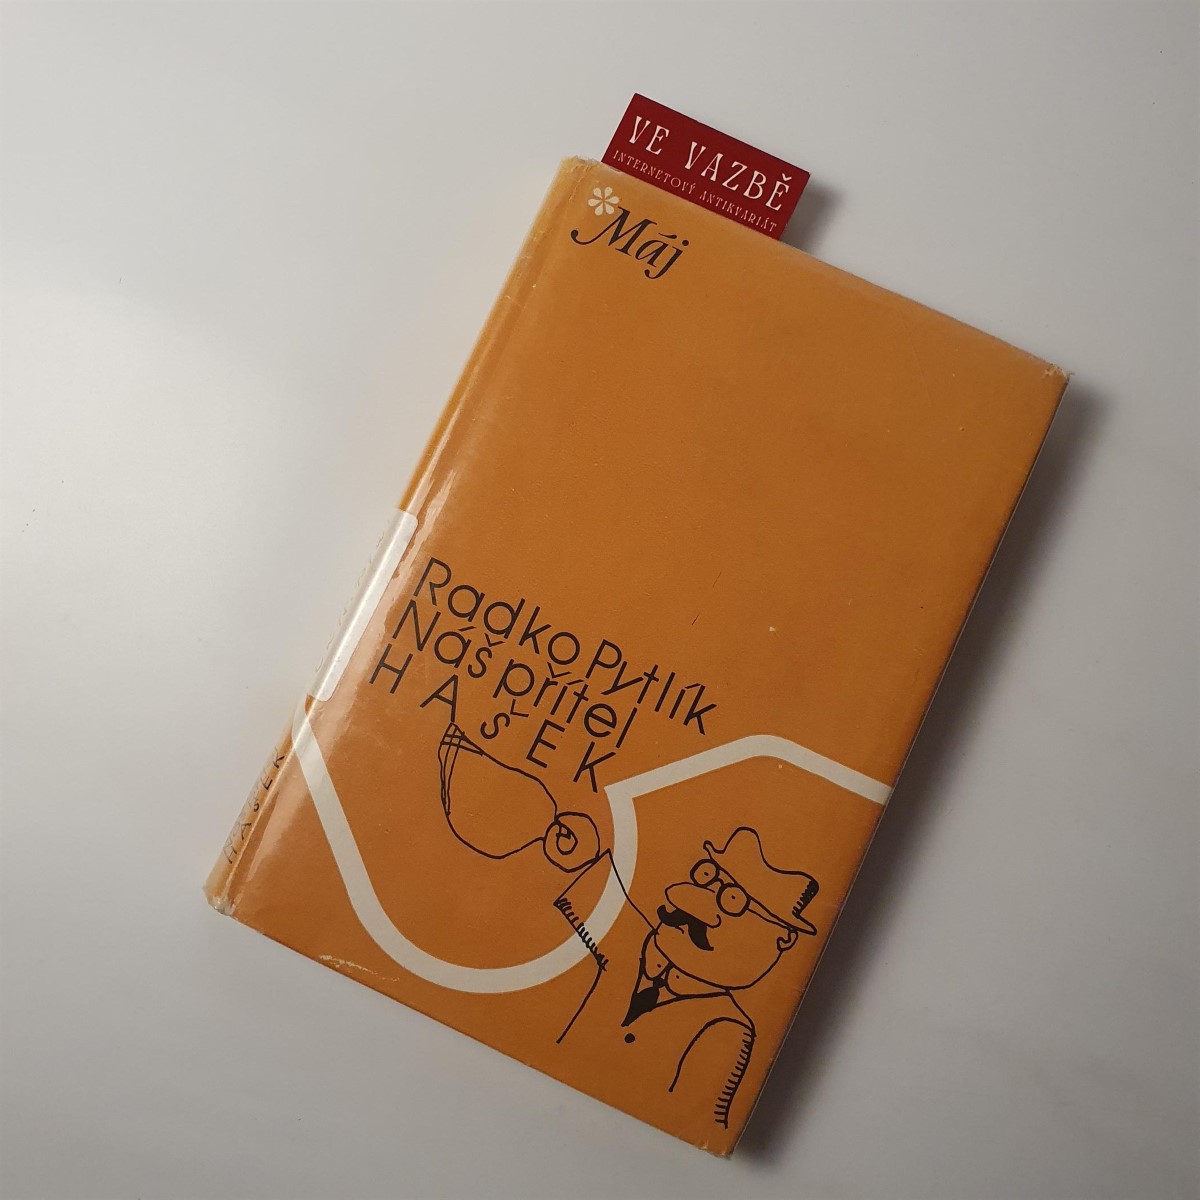 VE VAZBĚ
INTERNETOVÝ ANTIKVARIÁT
Máj
Radko Pytlík
Náš přítel
HAŠEK
HAŠEK